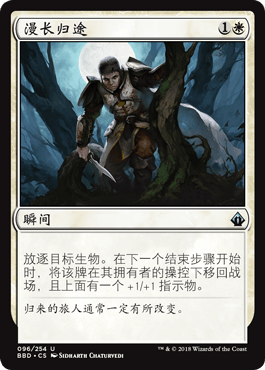 漫长归途 1
瞬间
放逐目标生物。在下一个结束步骤开始
时，将该牌在其拥有者的操控下移回战
场，且上面有一个 +1/+1 指示物。
归来的旅人通常一定有所改变。
096/254 U
BBD • CS SIDHARTH CHATURVEDI
™ & © 2018 Wizards of the Coast